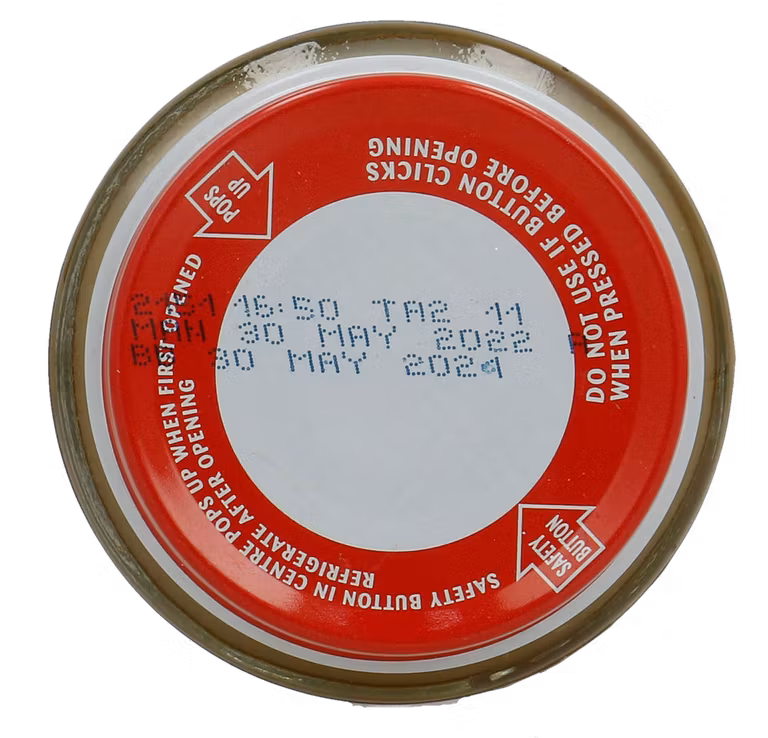 16:50 TA2 11
30 MAY 2022
30 MAY 2024
POPS
UP
DO NOT USE IF BUTTON CLICKS
WHEN PRESSED BEFORE OPENING
SAFETY
BUTTON
SAFETY BUTTON IN CENTRE POPS UP WHEN FIRST OPENED
REFRIGERATE AFTER OPENING